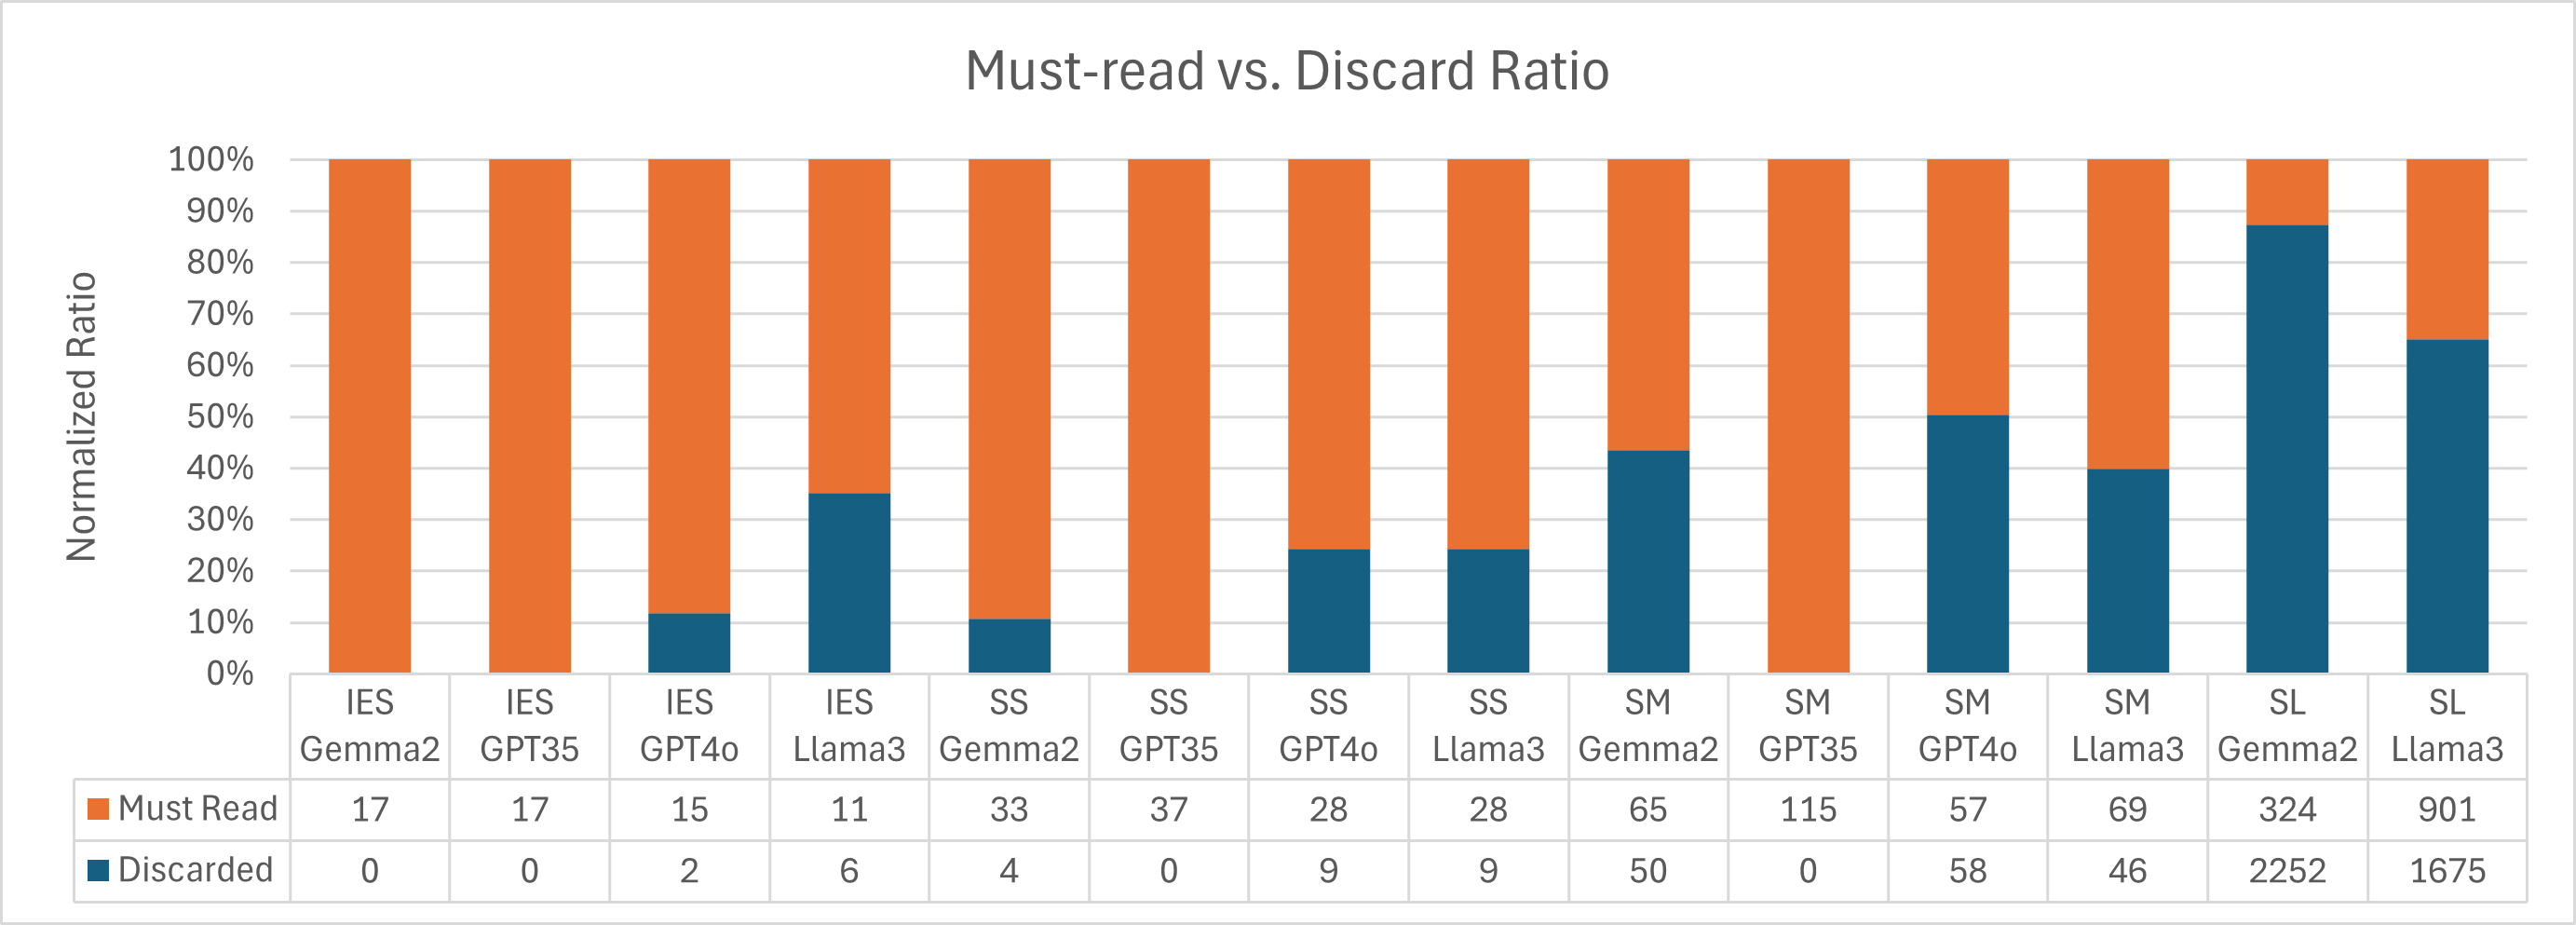 Must-read vs. Discard Ratio
Normalized Ratio
100%
90%
80%
70%
60%
50%
40%
30%
20%
10%
0%
IES Gemma2 IES GPT35 IES GPT4o IES Llama3 SS Gemma2 SS GPT35 SS GPT4o SS Llama3 SM Gemma2 SM GPT35 SM GPT4o SM Llama3 SL Gemma2 SL Llama3
Must Read 17 17 15 11 33 37 28 28 65 115 57 69 324 901
Discarded 0 0 2 6 4 0 9 9 50 0 58 46 2252 1675